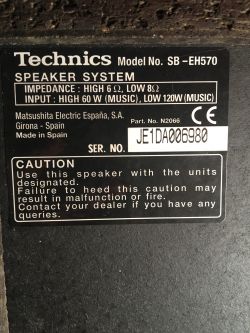 Technics Model No. SB-EH570
SPEAKER SYSTEM
IMPEDANCE : HIGH 6Ω, LOW 8Ω
INPUT : HIGH 60 W (MUSIC), LOW 120W (MUSIC)
Matsushita Electric España, S.A. Part. No. N2066
Girona - Spain
Made in Spain
SER. NO. JE1DA006980
CAUTION
Use this speaker with the units
designated.
Failure to heed this caution may
result in malfunction or fire.
Contact your dealer if you have any
queries.